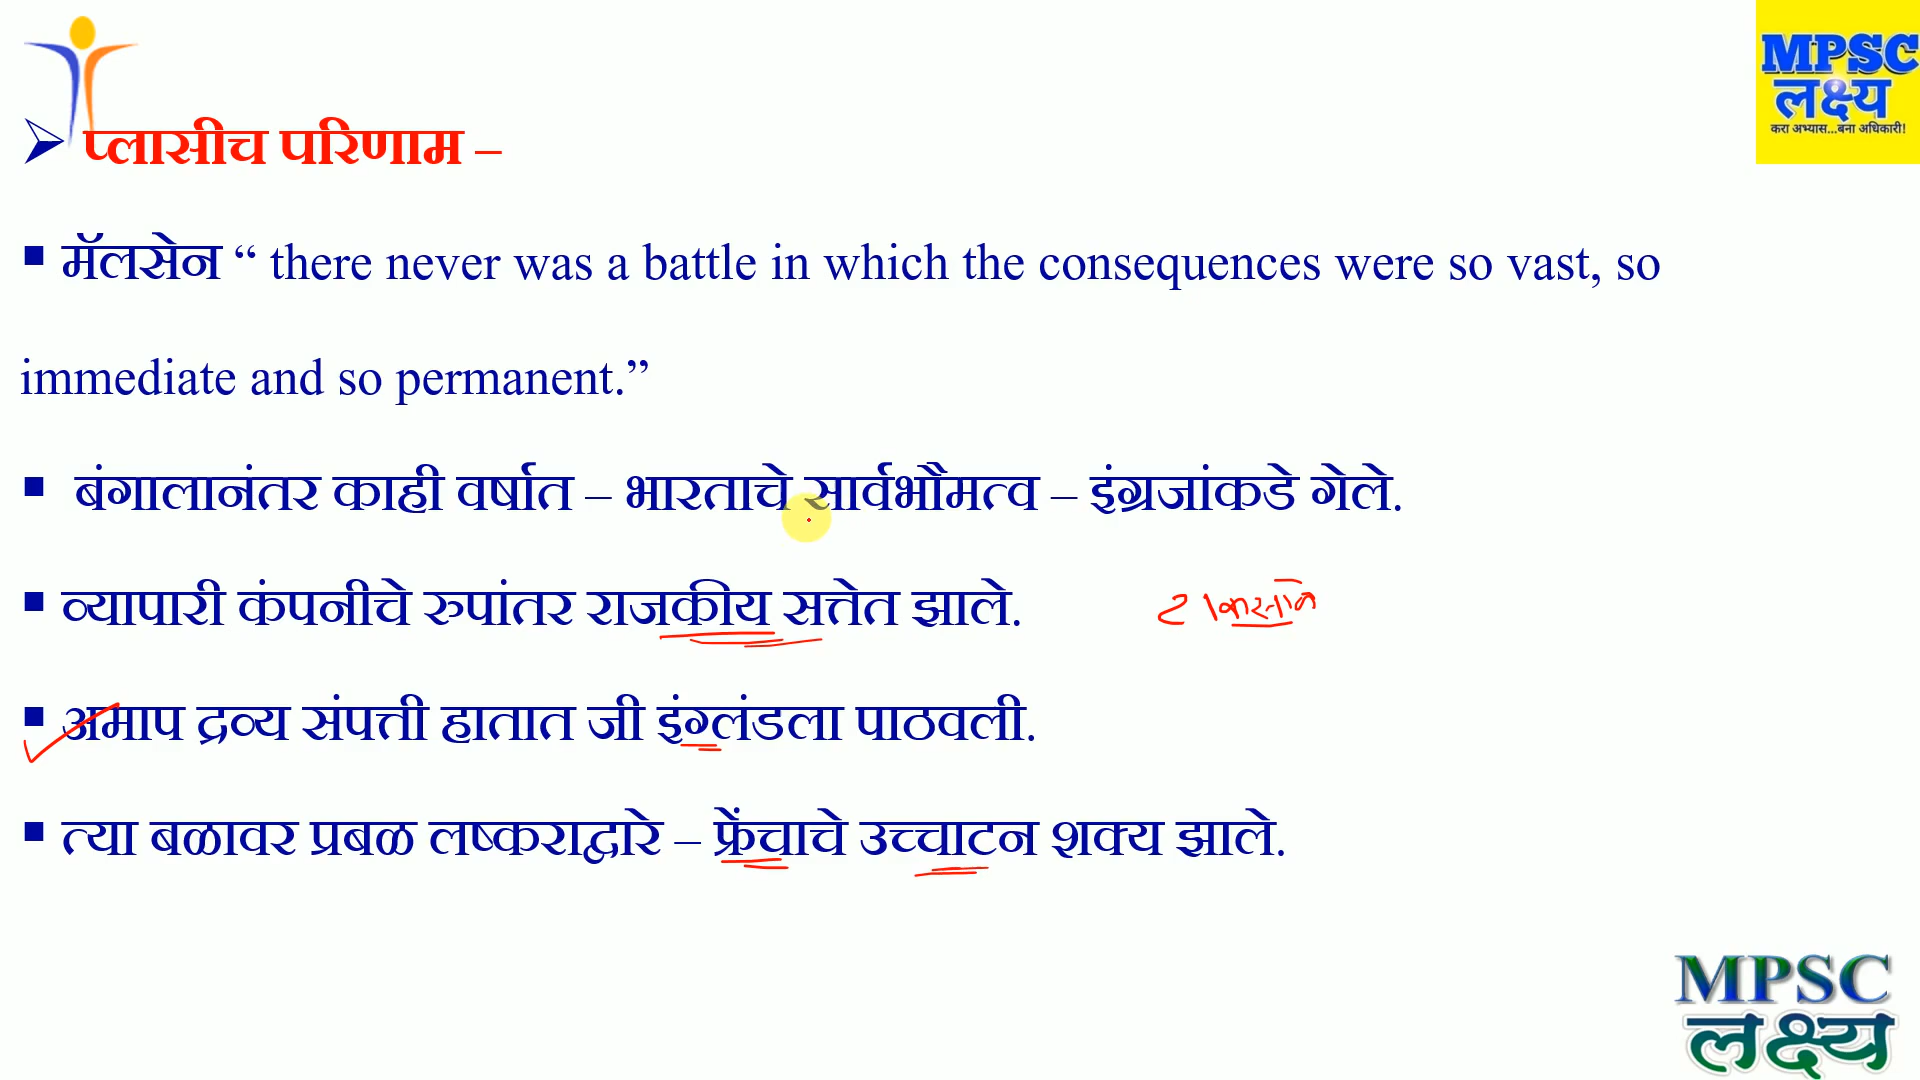 MPSC
लक्ष्य
करा अभ्यास...बना अधिकारी!
प्लासीच परिणाम –
मॅलसेन “ there never was a battle in which the consequences were so vast, so
immediate and so permanent.”
बंगालानंतर काही वर्षात – भारताचे सार्वभौमत्व – इंग्रजांकडे गेले.
व्यापारी कंपनीचे रुपांतर राजकीय सत्तेत झाले.
अमाप द्रव्य संपत्ती हातात जी इंग्लंडला पाठवली.
त्या बळावर प्रबळ लष्कराद्वारे – फ्रेंचाचे उच्चाटन शक्य झाले.
MPSC
लक्ष्य